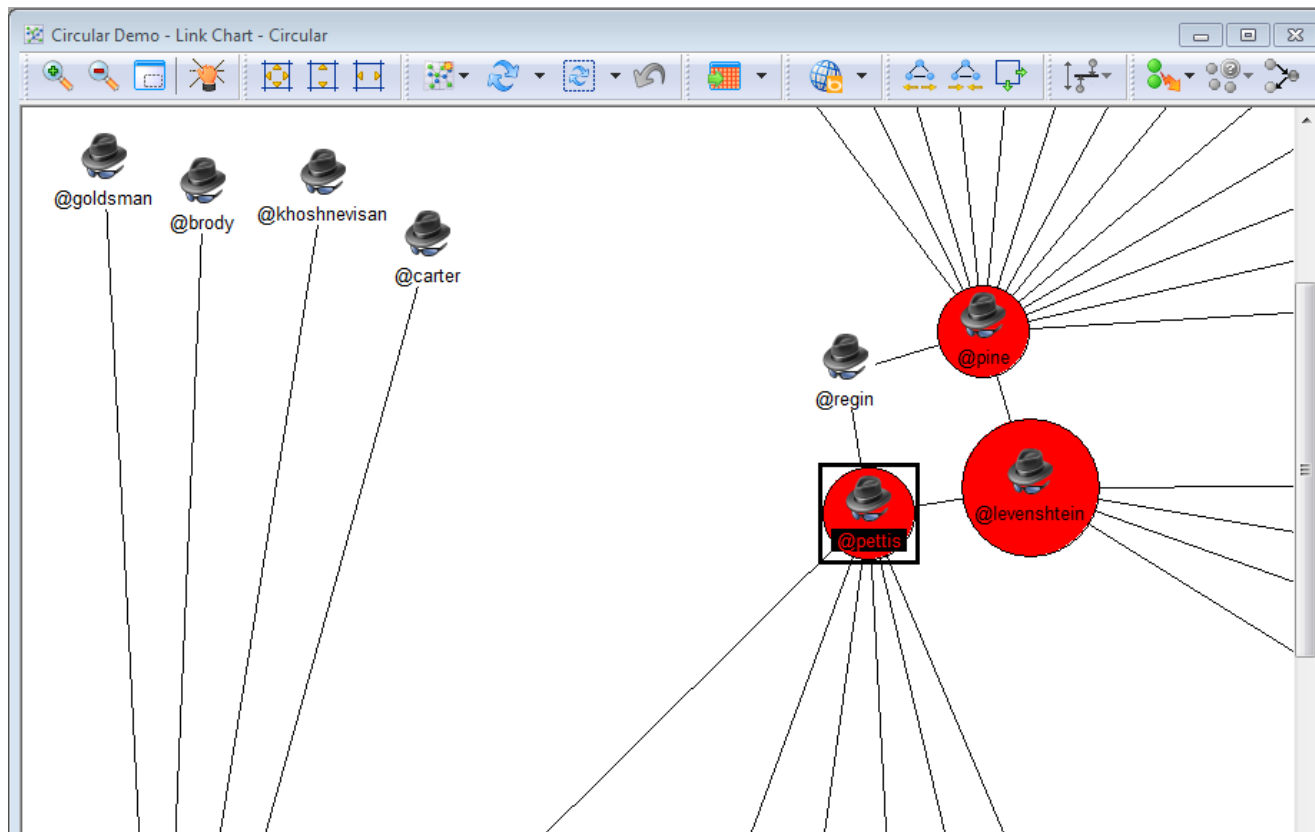 Circular Demo - Link Chart - Circular
@goldsman
@brody
@khoshnevisan
@carter
@pine
@regin
@levenshtein
@pettis